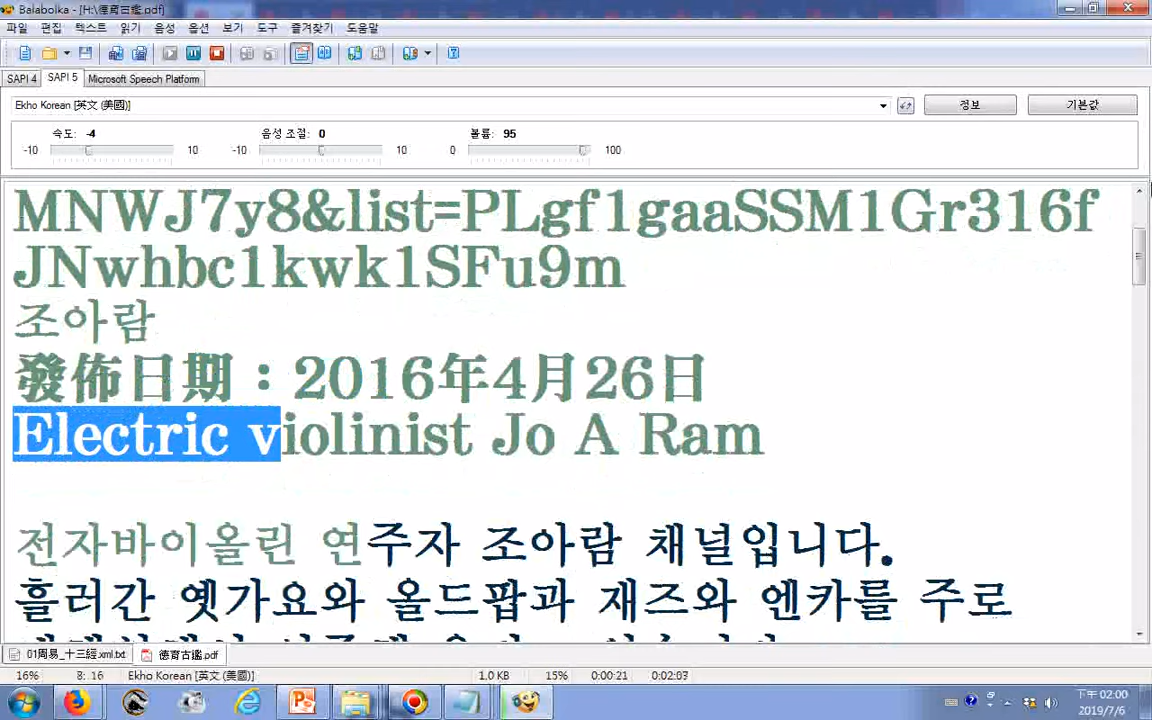 Balabolka - [H:\德育古鑑.pdf]
파일 편집 텍스트 읽기 음성 옵션 보기 도구 즐겨찾기 도움말
SAPI 4 SAPI 5 Microsoft Speech Platform
Ekho Korean [英文 (美國)] 정보 기본값
속도: -4 음성 조절: 0 볼륨: 95
-10 10 -10 10 0 100
MNWJ7y8&list=PLgf1gaaSSM1Gr316f
JNwhbc1kwk1SFu9m
조아람
發佈日期：2016年4月26日
Electric violinist Jo A Ram
전자바이올린 연주자 조아람 채널입니다.
흘러간 옛가요와 올드팝과 재즈와 엔카를 주로
01周易_十三經.xml.txt 德育古鑑.pdf
16% 8: 16 Ekho Korean [英文 (美國)] 1.0 KB 15% 0:00:21 0:02:03
下午 02:00
2019/7/6